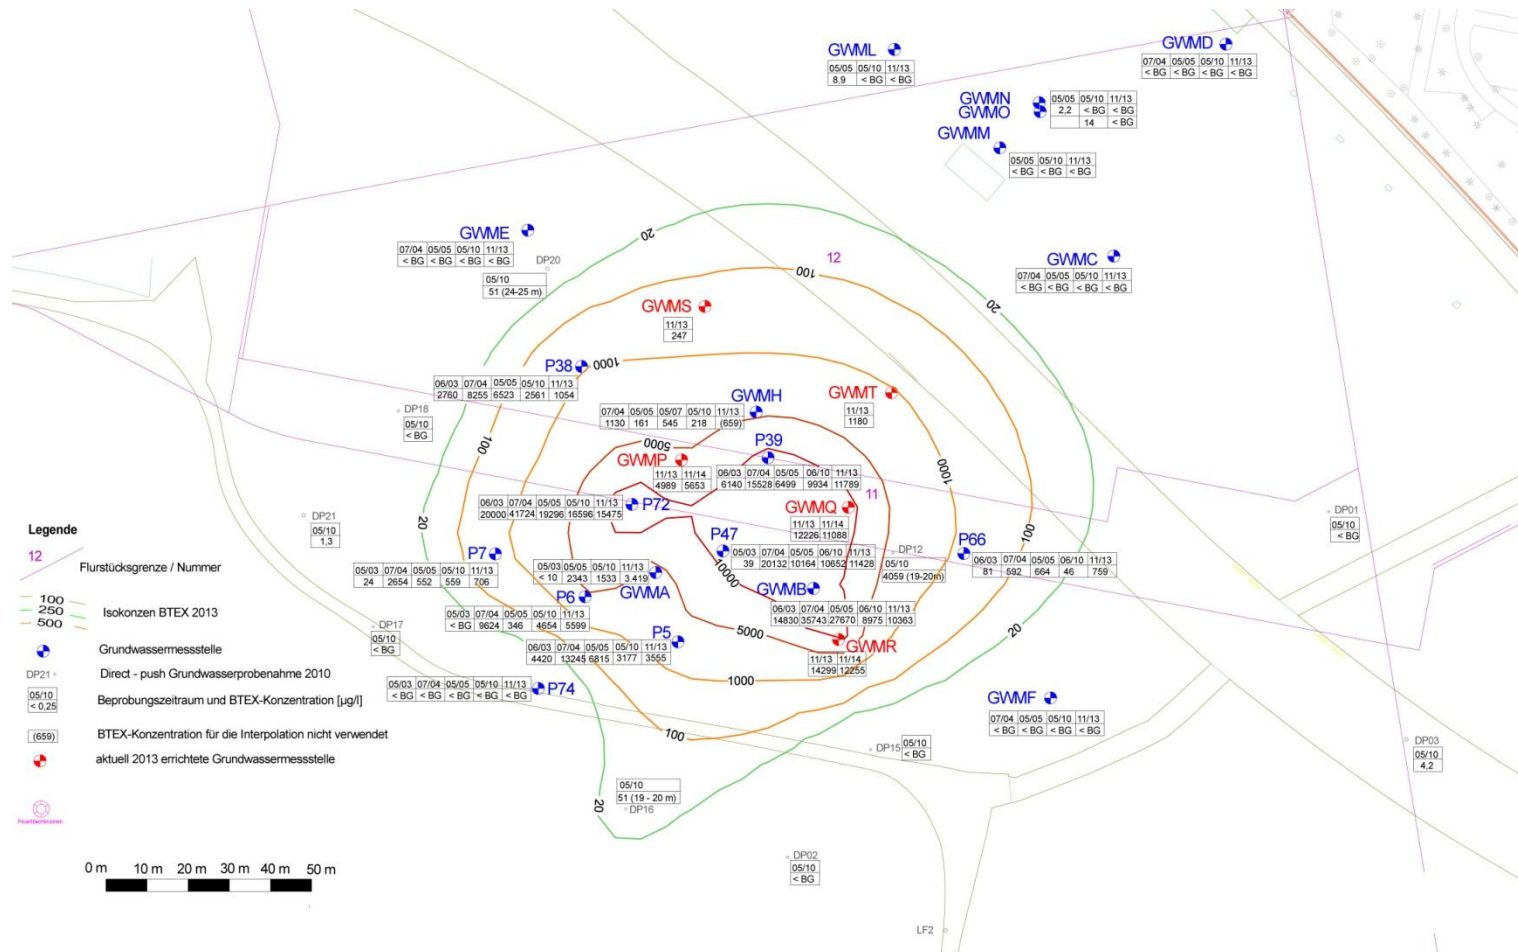 GWML
05/05 05/10 11/13
8,9 < BG < BG
GWMD
07/04 05/05 05/10 11/13
< BG < BG < BG < BG
GWMN
GWMO
05/05 05/10 11/13
2,2 < BG < BG
14 < BG
GWMM
05/05 05/10 11/13
< BG < BG < BG
GWME
07/04 05/05 05/10 11/13
< BG < BG < BG < BG
DP20
05/10
51 (24-25 m)
20
12
100
GWMC
07/04 05/05 05/10 11/13
< BG < BG < BG < BG
20
GWMS
11/13
247
P38
1000
06/03 07/04 05/05 05/10 11/13
2760 8255 6523 2561 1054
DP18
05/10
< BG
GWMT
11/13
1180
GWMH
07/04 05/05 05/07 05/10 11/13
1130 161 545 218 (659)
100
5000
P39
06/03 07/04 05/05 06/10 11/13
6140 15528 6499 9934 11789
GWMP
11/13 11/14
4989 5653
1000
11
P72
06/03 07/04 05/05 05/10 11/13
20000 41724 19296 16596 15475
GWMQ
11/13 11/14
12226 11088
DP21
05/10
1,3
20
DP01
05/10
< BG
100
P7
05/03 07/04 05/05 05/10 11/13
24 2654 552 559 706
P47
05/03 07/04 05/05 06/10 11/13
39 20132 10164 10652 11428
DP12
05/10
4059 (19-20m)
P66
06/03 07/04 05/05 06/10 11/13
81 592 664 46 759
05/03 05/05 05/10 11/13
< 10 2343 1533 3.419
GWMA
10000
GWMB
06/03 07/04 05/05 06/10 11/13
14830 35743 27670 8975 10363
P6
05/03 07/04 05/05 05/10 11/13
< BG 9624 346 4654 5599
DP17
05/10
< BG
P5
06/03 07/04 05/05 05/10 11/13
4420 13245 6815 3177 3555
5000
20
GWMR
11/13 11/14
14299 12255
1000
P74
05/03 07/04 05/05 05/10 11/13
< BG < BG < BG < BG < BG
GWMF
07/04 05/05 05/10 11/13
< BG < BG < BG < BG
100
DP15
05/10
< BG
DP03
05/10
4,2
05/10
51 (19 - 20 m)
DP16
20
DP02
05/10
< BG
LF2
Legende
12
Flurstücksgrenze / Nummer
100
250
500
Isokonzen BTEX 2013
Grundwassermessstelle
DP21
Direct - push Grundwasserprobenahme 2010
05/10
< 0,25
Beprobungszeitraum und BTEX-Konzentration [µg/l]
(659)
BTEX-Konzentration für die Interpolation nicht verwendet
aktuell 2013 errichtete Grundwassermessstelle
Feuerlöschbrunnen
0 m 10 m 20 m 30 m 40 m 50 m